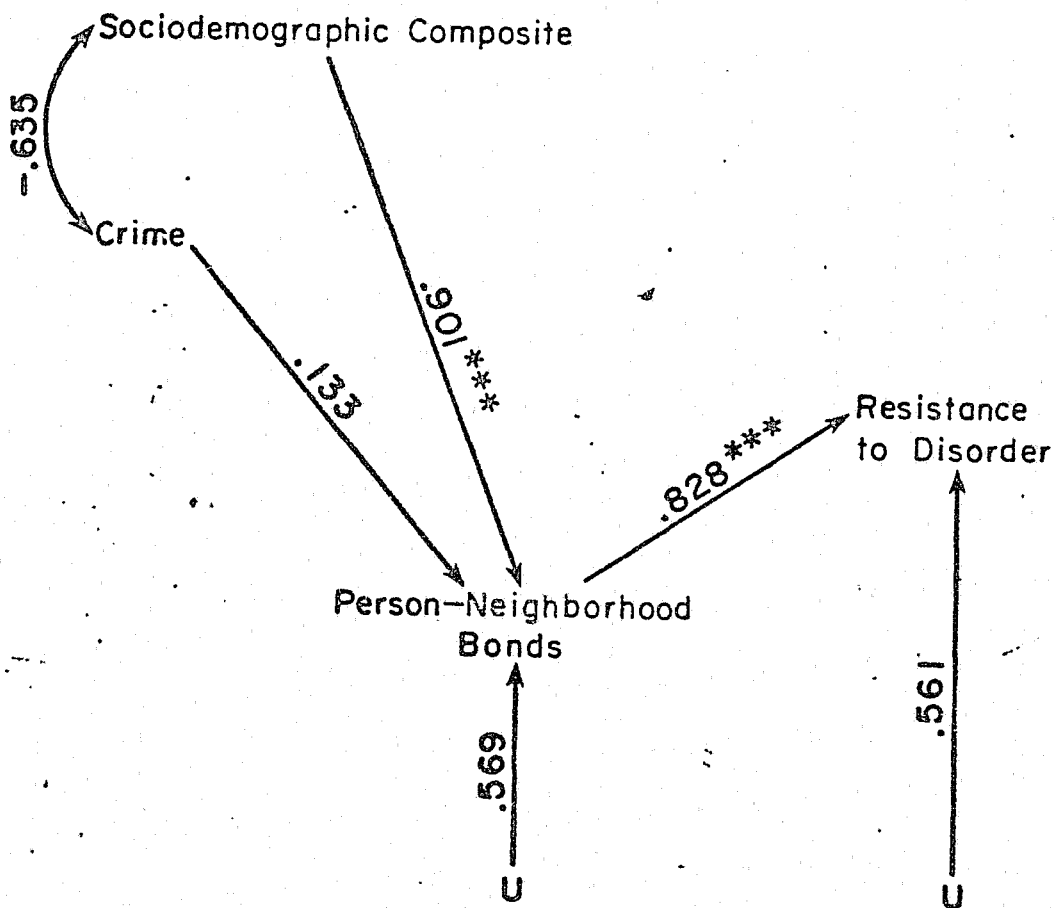 Sociodemographic Composite
-.635
Crime
.901***
.133
Resistance
to Disorder
.828***
Person-Neighborhood
Bonds
.561
.569
U
U